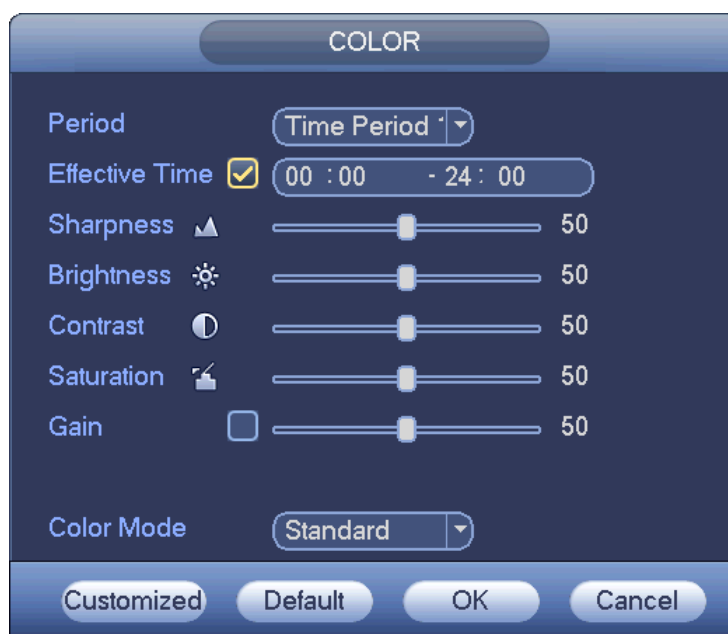 COLOR
Period Time Period 1
Effective Time 00 : 00 - 24 : 00
Sharpness 50
Brightness 50
Contrast 50
Saturation 50
Gain 50
Color Mode Standard
Customized Default OK Cancel